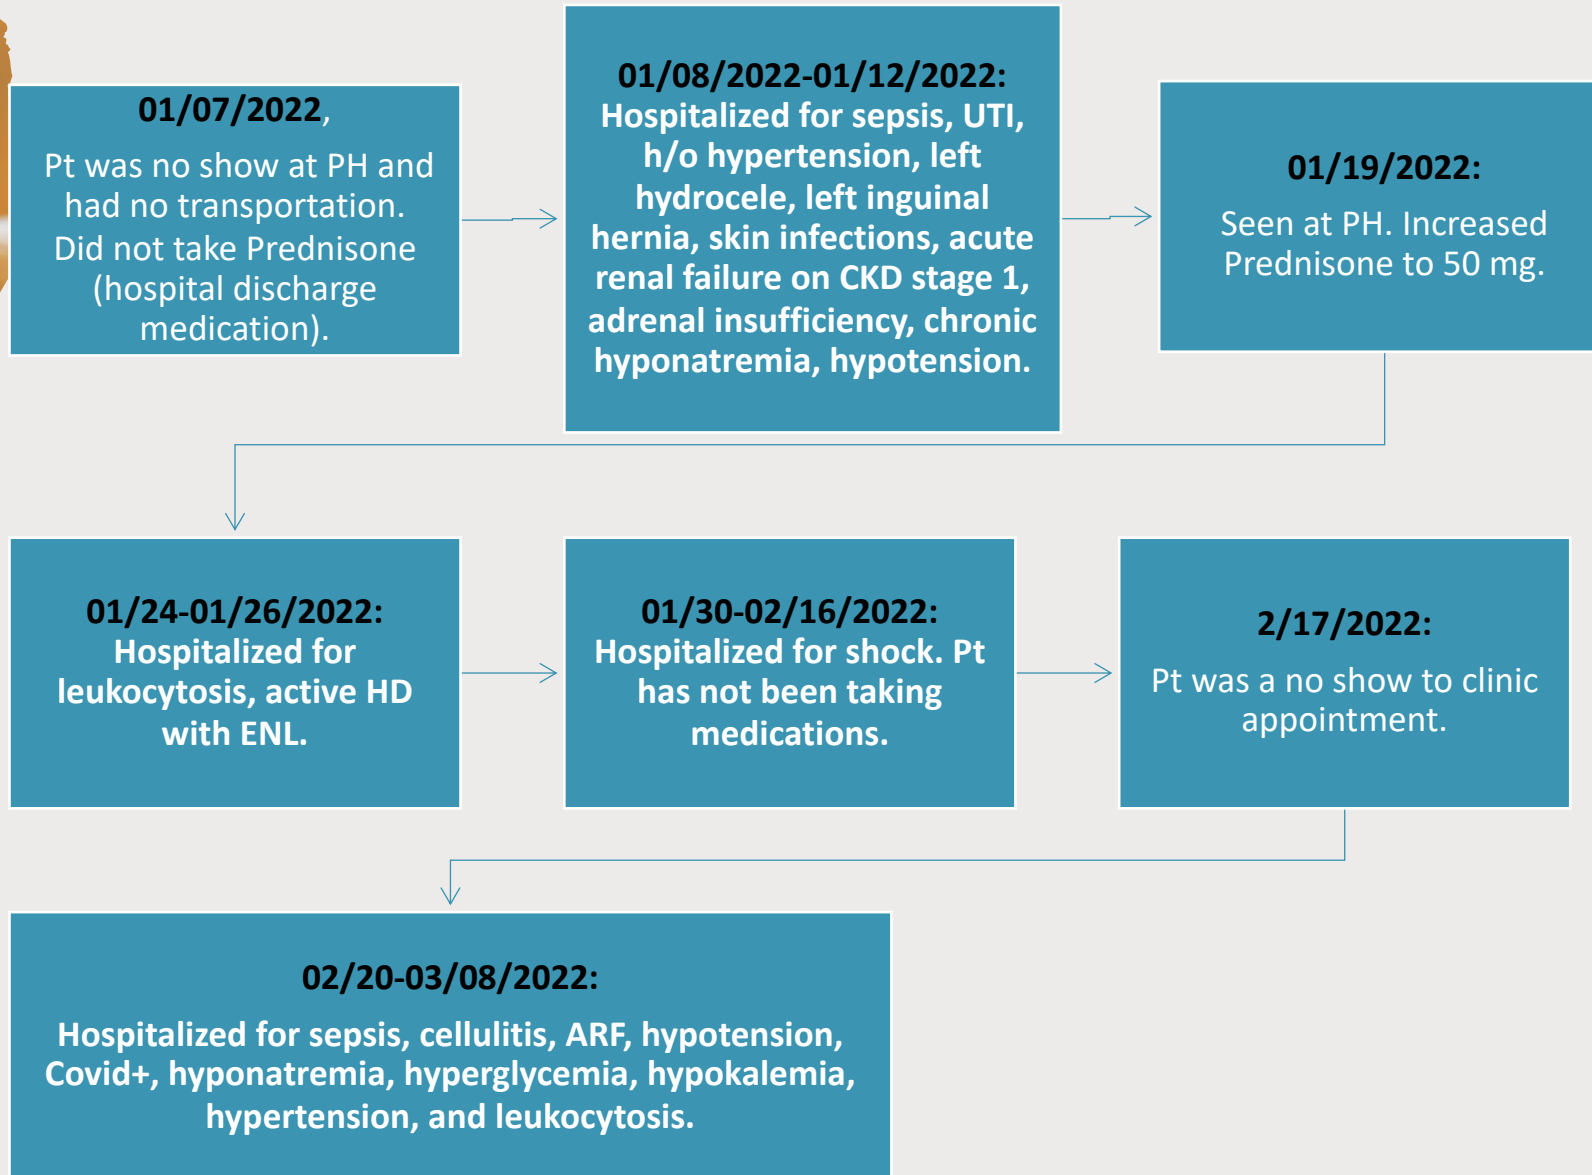 01/07/2022,
Pt was no show at PH and
had no transportation.
Did not take Prednisone
(hospital discharge
medication).
01/08/2022-01/12/2022:
Hospitalized for sepsis, UTI,
h/o hypertension, left
hydrocele, left inguinal
hernia, skin infections, acute
renal failure on CKD stage 1,
adrenal insufficiency, chronic
hyponatremia, hypotension.
01/19/2022:
Seen at PH. Increased
Prednisone to 50 mg.
01/24-01/26/2022:
Hospitalized for
leukocytosis, active HD
with ENL.
01/30-02/16/2022:
Hospitalized for shock. Pt
has not been taking
medications.
2/17/2022:
Pt was a no show to clinic
appointment.
02/20-03/08/2022:
Hospitalized for sepsis, cellulitis, ARF, hypotension,
Covid+, hyponatremia, hyperglycemia, hypokalemia,
hypertension, and leukocytosis.